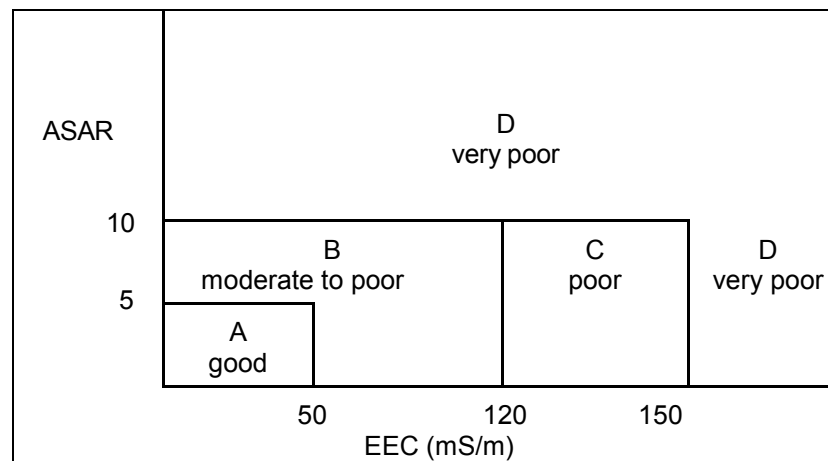 ASAR
D
very poor
10
B
moderate to poor
C
poor
D
very poor
5
A
good
50
120
150
EEC (mS/m)